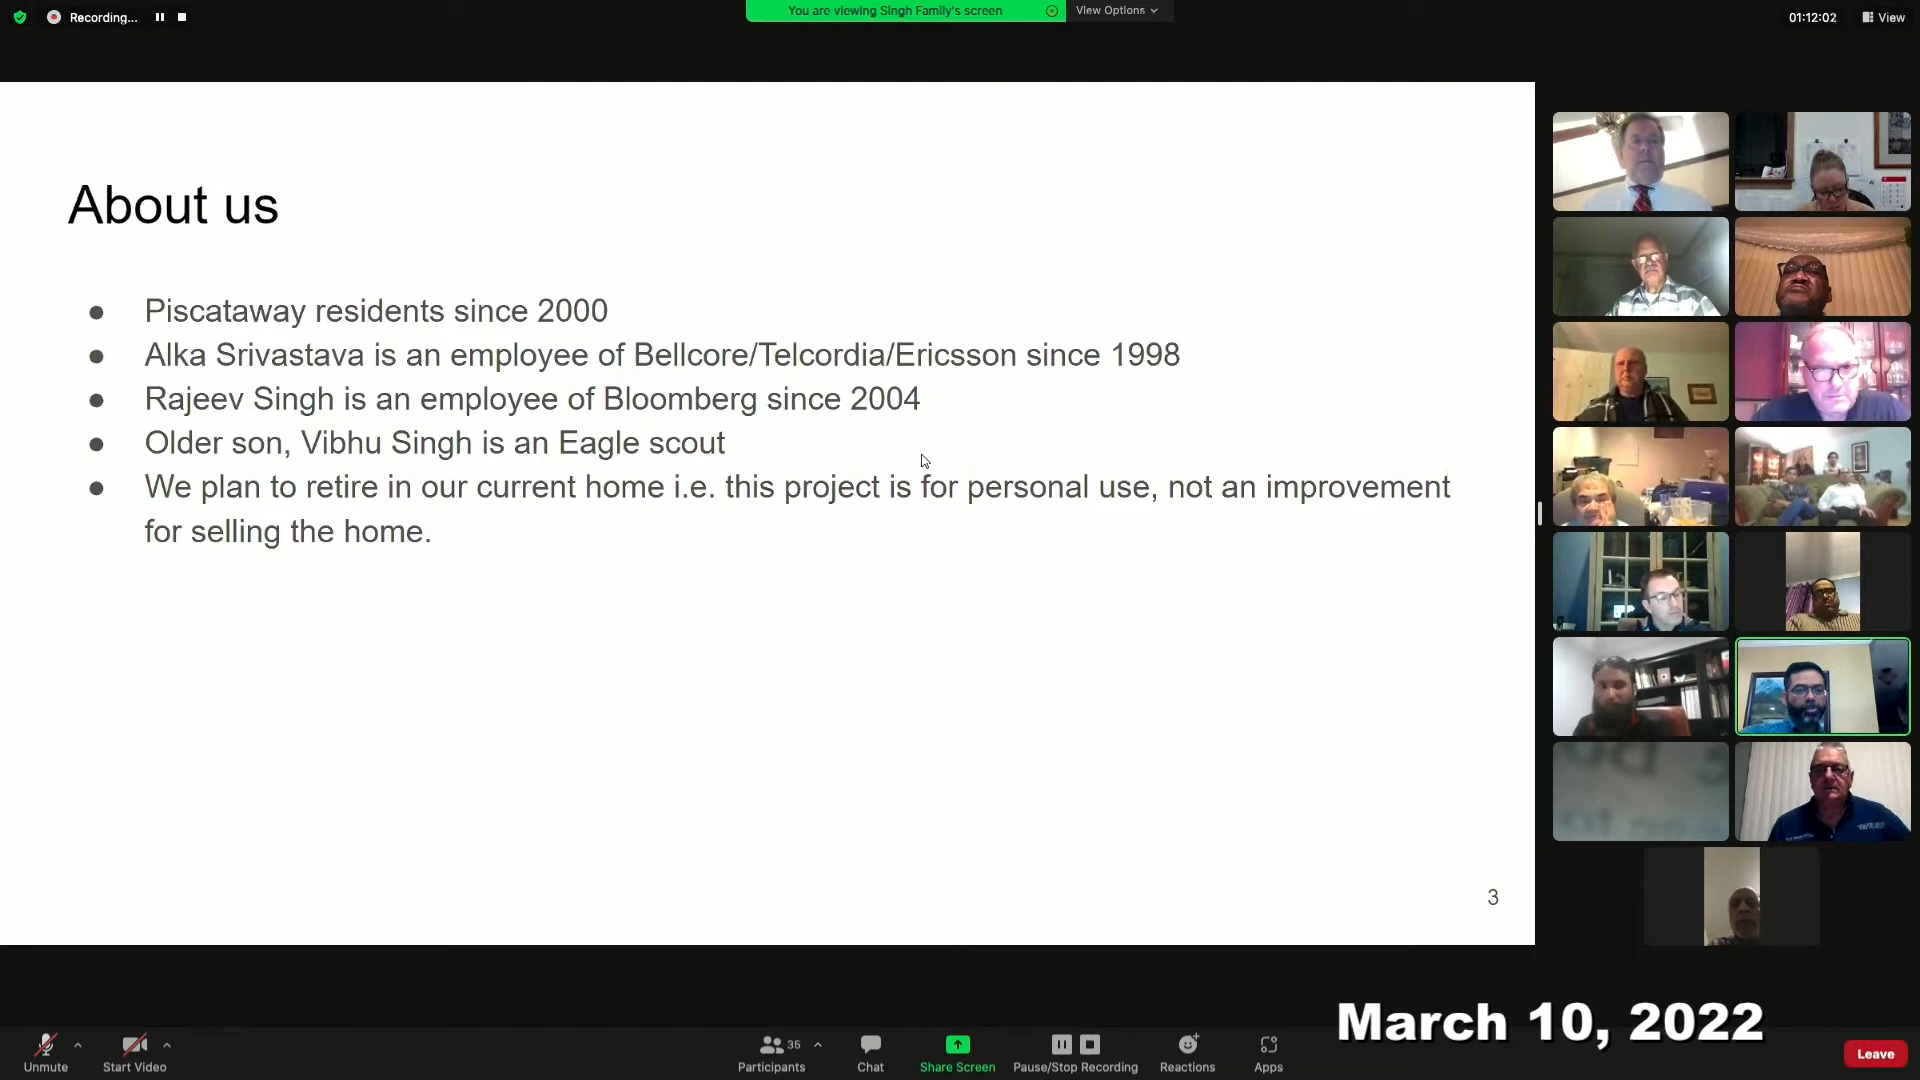 Recording...
You are viewing Singh Family's screen
View Options
01:12:02
View
About us
Piscataway residents since 2000
Alka Srivastava is an employee of Bellcore/Telcordia/Ericsson since 1998
Rajeev Singh is an employee of Bloomberg since 2004
Older son, Vibhu Singh is an Eagle scout
We plan to retire in our current home i.e. this project is for personal use, not an improvement
for selling the home.
3
March 10, 2022
Unmute
Start Video
35
Participants
Chat
Share Screen
Pause/Stop Recording
Reactions
Apps
Leave